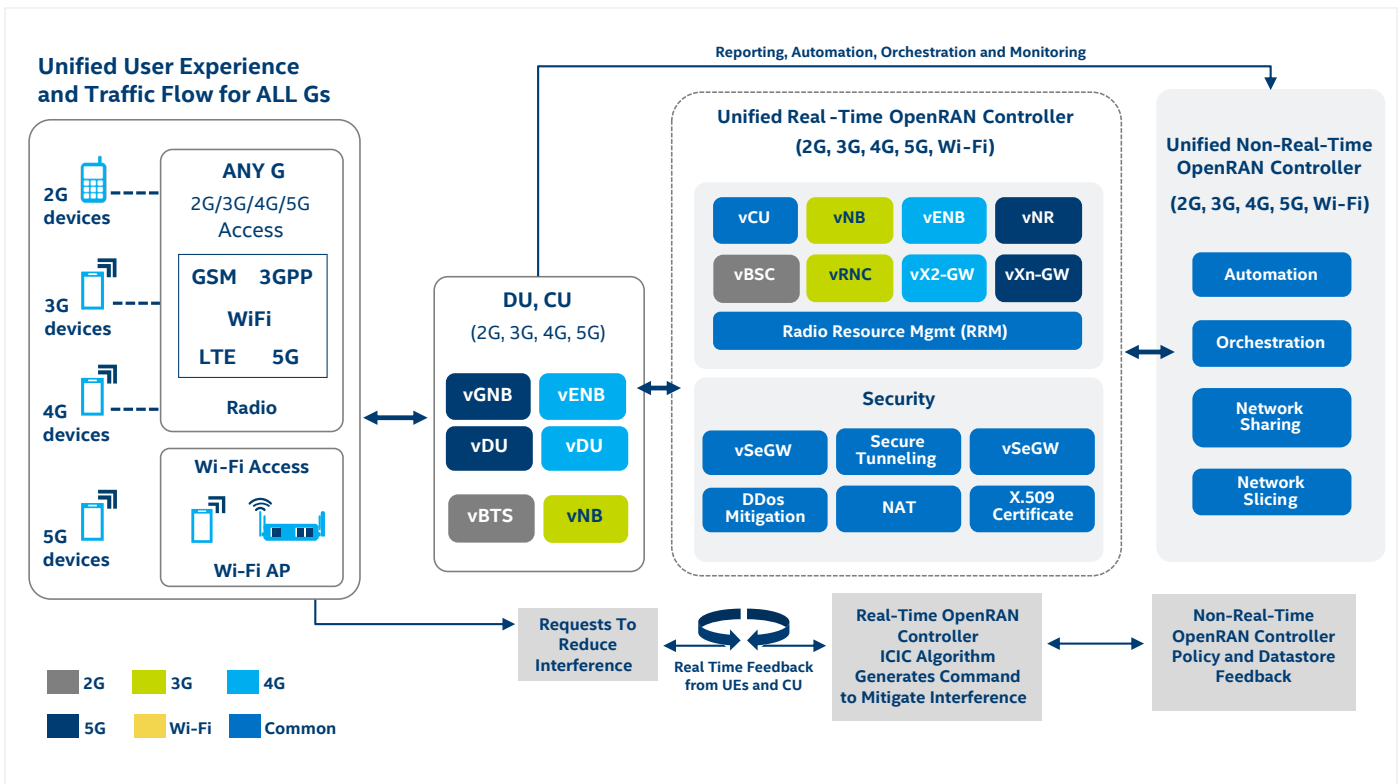 Reporting, Automation, Orchestration and Monitoring
Unified User Experience
and Traffic Flow for ALL Gs
2G
devices
3G
devices
4G
devices
5G
devices
ANY G
2G/3G/4G/5G
Access
GSM 3GPP
WiFi
LTE 5G
Radio
Wi-Fi Access
Wi-Fi AP
DU, CU
(2G, 3G, 4G, 5G)
vGNB vENB
vDU vDU
vBTS vNB
Unified Real -Time OpenRAN Controller
(2G, 3G, 4G, 5G, Wi-Fi)
vCU vNB vENB vNR
vBSC vRNC vX2-GW vXn-GW
Radio Resource Mgmt (RRM)
Security
vSeGW
Secure
Tunneling
vSeGW
DDos
Mitigation
NAT
X.509
Certificate
Unified Non-Real-Time
OpenRAN Controller
(2G, 3G, 4G, 5G, Wi-Fi)
Automation
Orchestration
Network
Sharing
Network
Slicing
Requests To
Reduce
Interference
Real Time Feedback
from UEs and CU
Real-Time OpenRAN
Controller
ICIC Algorithm
Generates Command
to Mitigate Interference
Non-Real-Time
OpenRAN Controller
Policy and Datastore
Feedback
2G 3G 4G
5G Wi-Fi Common